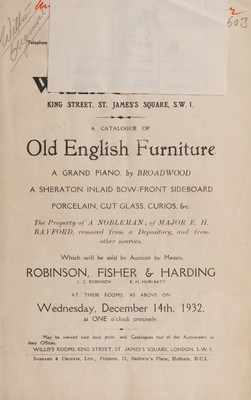 503
Telephone
KING STREET, ST. JAMES'S SQUARE, S.W. 1.
A CATALOGUE OF
Old English Furniture
A GRAND PIANO, by BROADWOOD
A SHERATON INLAID BOW-FRONT SIDEBOARD
PORCELAIN, CUT GLASS, CURIOS, &c.
The Property of A NOBLEMAN; of MAJOR E. H.
BAYFORD, removed from a Depository, and from
other sources.
Which will be sold by Auction by Messrs.
ROBINSON, FISHER & HARDING
L. G. ROBINSON. R. H. HURLBATT
AT THEIR ROOMS, AS ABOVE ON
Wednesday, December 14th, 1932,
at ONE o'clock precisely.
May be viewed two days prior and Catalogues had of the Auctioneers at
their Offices,
WILLIS'S ROOMS, KING STREET, ST. JAMES'S SQUARE, LONDON, S.W. 1.
Ltd., Printers, 11, Baldwin's Place, Holborn, E.C.1.